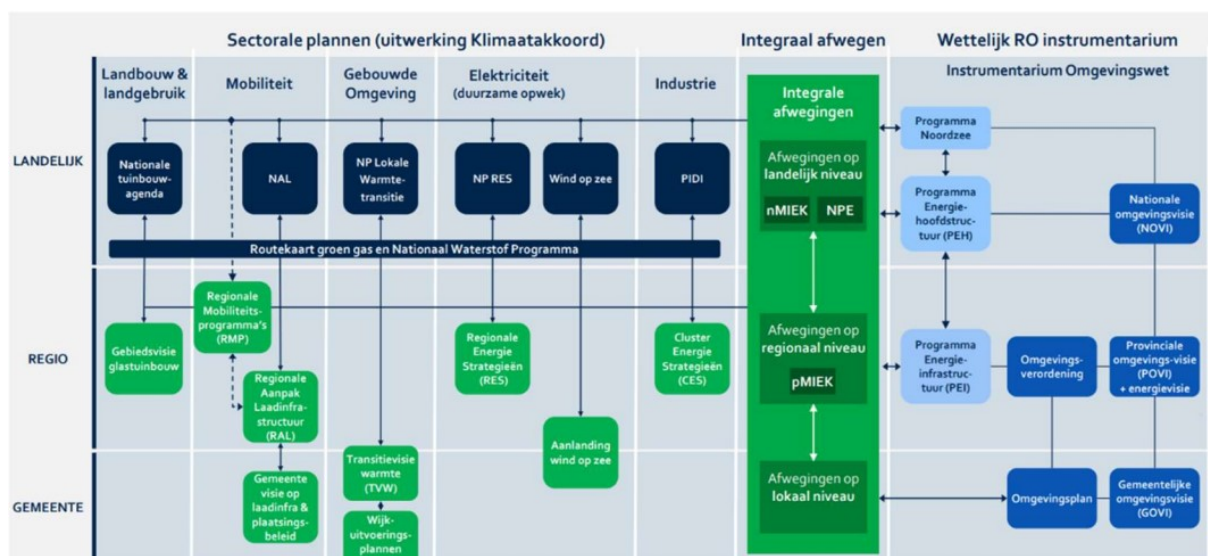 Sectorale plannen (uitwerking Klimaatakkoord)
Integraal afwegen
Wettelijk RO instrumentarium
Landbouw &
landgebruik
Mobiliteit
Gebouwde
Omgeving
Elektriciteit
(duurzame opwek)
Industrie
Integrale
afwegingen
Instrumentarium Omgevingswet
LANDELIJK
Nationale
tuinbouw-
agenda
NAL
NP Lokale
Warmte-
transitie
NP RES
Wind op zee
PIDI
Afwegingen op
landelijk niveau
nMIEK
NPE
Programma
Noordzee
Programma
Energie-
hoofdstruc-
tuur (PEH)
Nationale
omgevingsvisie
(NOVI)
Routekaart groen gas en Nationaal Waterstof Programma
REGIO
Gebiedsvisie
glastuinbouw
Regionale
Mobiliteits-
programma's
(RMP)
Regionale
Aanpak
Laadinfra-
structuur
(RAL)
Regionale
Energie
Strategieën
(RES)
Cluster
Energie
Strategieën
(CES)
Afwegingen op
regionaal niveau
pMIEK
Programma
Energie-
infrastruc-
tuur (PEI)
Omgevings-
verordening
Provinciale
omgevings-visie
(POVI)
+ energievisie
GEMEENTE
Gemeente
visie op
laadinfra &
plaatsings-
beleid
Transitievisie
warmte
(TVW)
Wijk-
uitvoerings-
plannen
Aanlanding
wind op zee
Afwegingen op
lokaal niveau
Omgevingsplan
Gemeentelijke
omgevingsvisie
(GOVI)